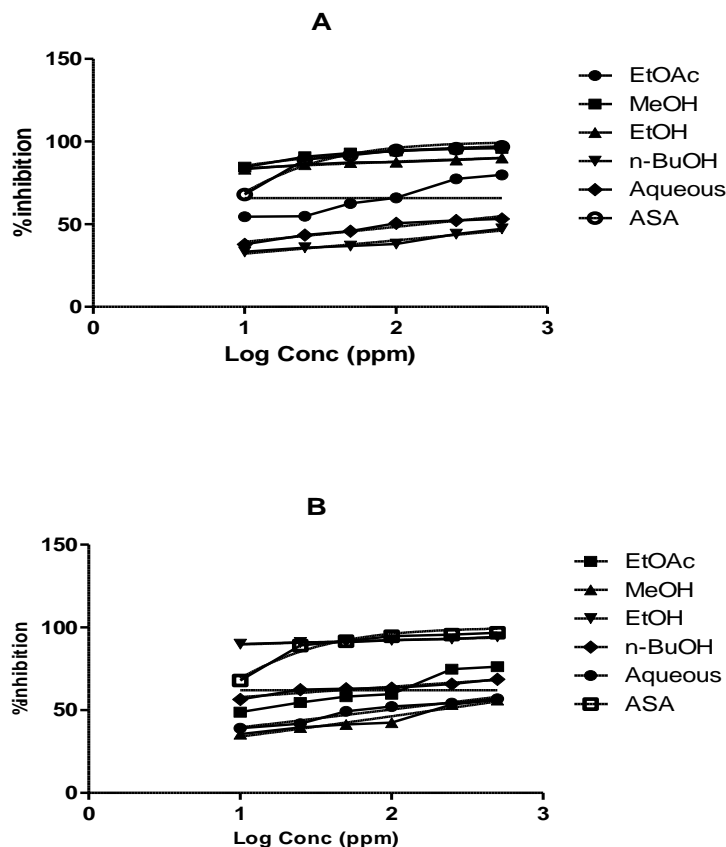 A
150
100
50
0
%inhibition
0
1
2
3
Log Conc (ppm)
EtOAc
MeOH
EtOH
n-BuOH
Aqueous
ASA
B
150
100
50
0
%inhibition
0
1
2
3
Log Conc (ppm)
EtOAc
MeOH
EtOH
n-BuOH
Aqueous
ASA